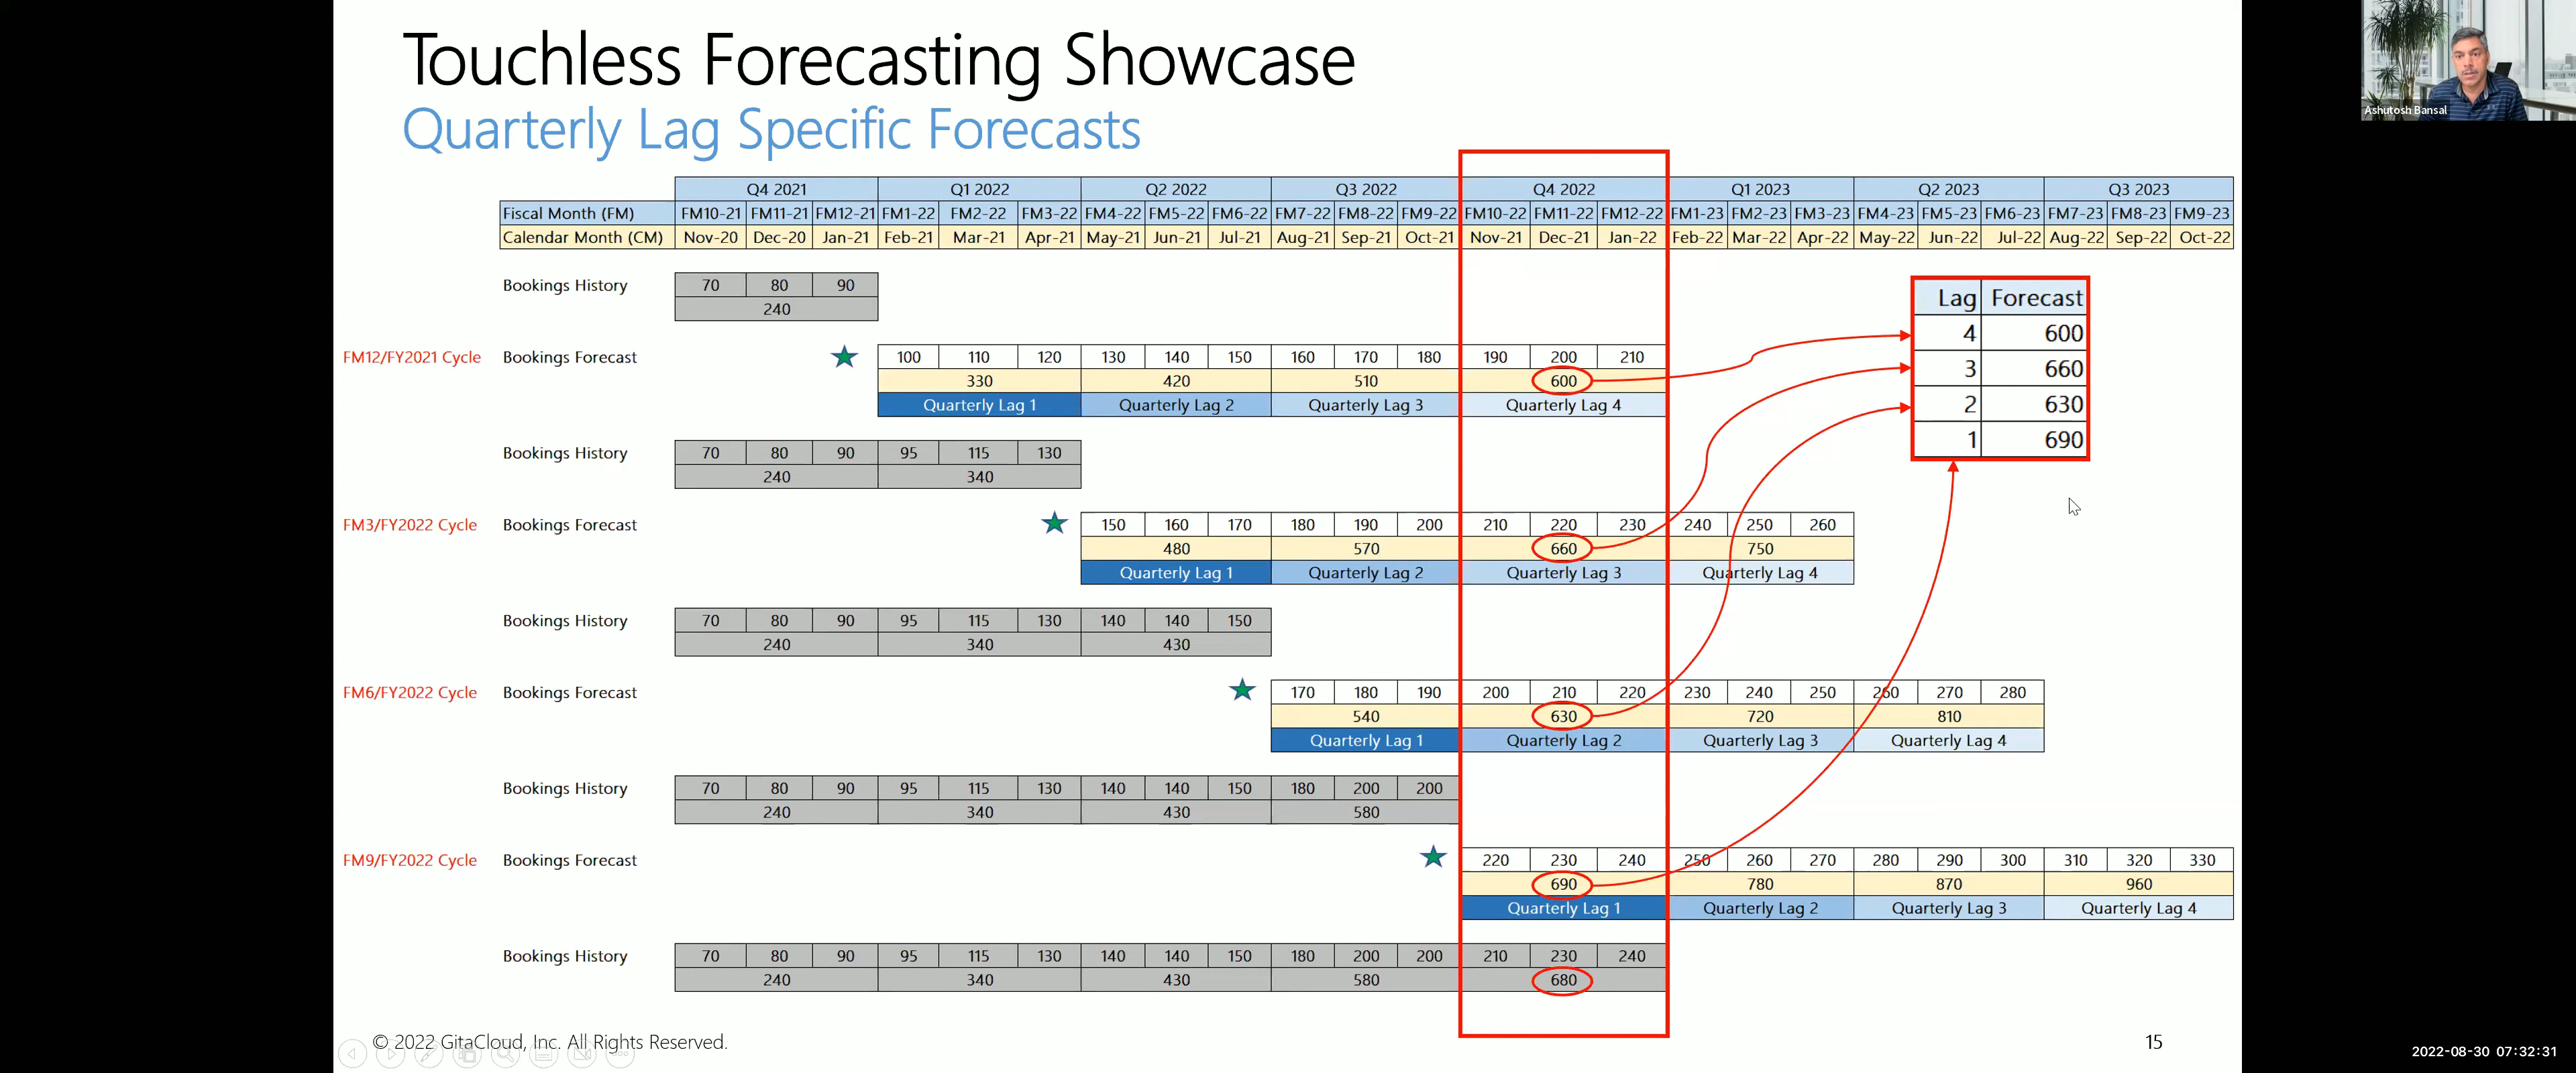 Touchless Forecasting Showcase
Quarterly Lag Specific Forecasts
Ashutosh Bansal
Q4 2021 Q1 2022 Q2 2022 Q3 2022 Q4 2022 Q1 2023 Q2 2023 Q3 2023
Fiscal Month (FM) FM10-21 FM11-21 FM12-21 FM1-22 FM2-22 FM3-22 FM4-22 FM5-22 FM6-22 FM7-22 FM8-22 FM9-22 FM10-22 FM11-22 FM12-22 FM1-23 FM2-23 FM3-23 FM4-23 FM5-23 FM6-23 FM7-23 FM8-23 FM9-23
Calendar Month (CM) Nov-20 Dec-20 Jan-21 Feb-21 Mar-21 Apr-21 May-21 Jun-21 Jul-21 Aug-21 Sep-21 Oct-21 Nov-21 Dec-21 Jan-22 Feb-22 Mar-22 Apr-22 May-22 Jun-22 Jul-22 Aug-22 Sep-22 Oct-22
Bookings History 70 80 90
240
Lag Forecast
4 600
3 660
2 630
1 690
FM12/FY2021 Cycle Bookings Forecast 100 110 120 130 140 150 160 170 180 190 200 210
330 420 510 600
Quarterly Lag 1 Quarterly Lag 2 Quarterly Lag 3 Quarterly Lag 4
Bookings History 70 80 90 95 115 130
240 340
FM3/FY2022 Cycle Bookings Forecast 150 160 170 180 190 200 210 220 230 240 250 260
480 570 660 750
Quarterly Lag 1 Quarterly Lag 2 Quarterly Lag 3 Quarterly Lag 4
Bookings History 70 80 90 95 115 130 140 140 150
240 340 430
FM6/FY2022 Cycle Bookings Forecast 170 180 190 200 210 220 230 240 250 260 270 280
540 630 720 810
Quarterly Lag 1 Quarterly Lag 2 Quarterly Lag 3 Quarterly Lag 4
Bookings History 70 80 90 95 115 130 140 140 150 180 200 200
240 340 430 580
FM9/FY2022 Cycle Bookings Forecast 220 230 240 250 260 270 280 290 300 310 320 330
690 780 870 960
Quarterly Lag 1 Quarterly Lag 2 Quarterly Lag 3 Quarterly Lag 4
Bookings History 70 80 90 95 115 130 140 140 150 180 200 200 210 230 240
240 340 430 580 680
© 2022 GitaCloud, Inc. All Rights Reserved.
15
2022-08-30 07:32:31